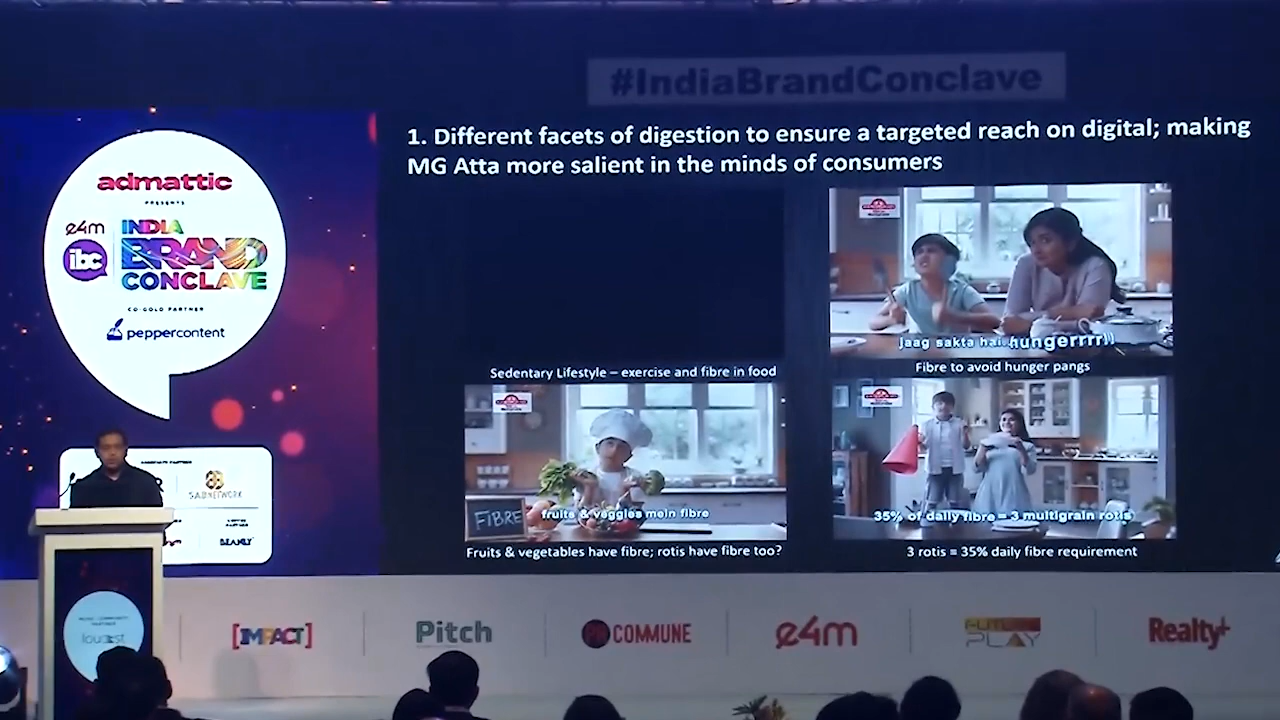 #IndiaBrandConclave
1. Different facets of digestion to ensure a targeted reach on digital; making
MG Atta more salient in the minds of consumers
admattic
PRESENTS
e4m
ibc
INDIA
BRAND
CONCLAVE
CO-GOLD PARTNER
peppercontent
jaag sakta hai..hungerrrr))
Sedentary Lifestyle – exercise and fibre in food
Fibre to avoid hunger pangs
FIBRE
fruits & veggies mein fibre
35% of daily fibre = 3 multigrain rotis
Fruits & vegetables have fibre; rotis have fibre too?
3 rotis = 35% daily fibre requirement
SABNETWORK
BEANLY
[IMPACT]
Pitch
COMMUNE
e4m
PLAY
Realty+